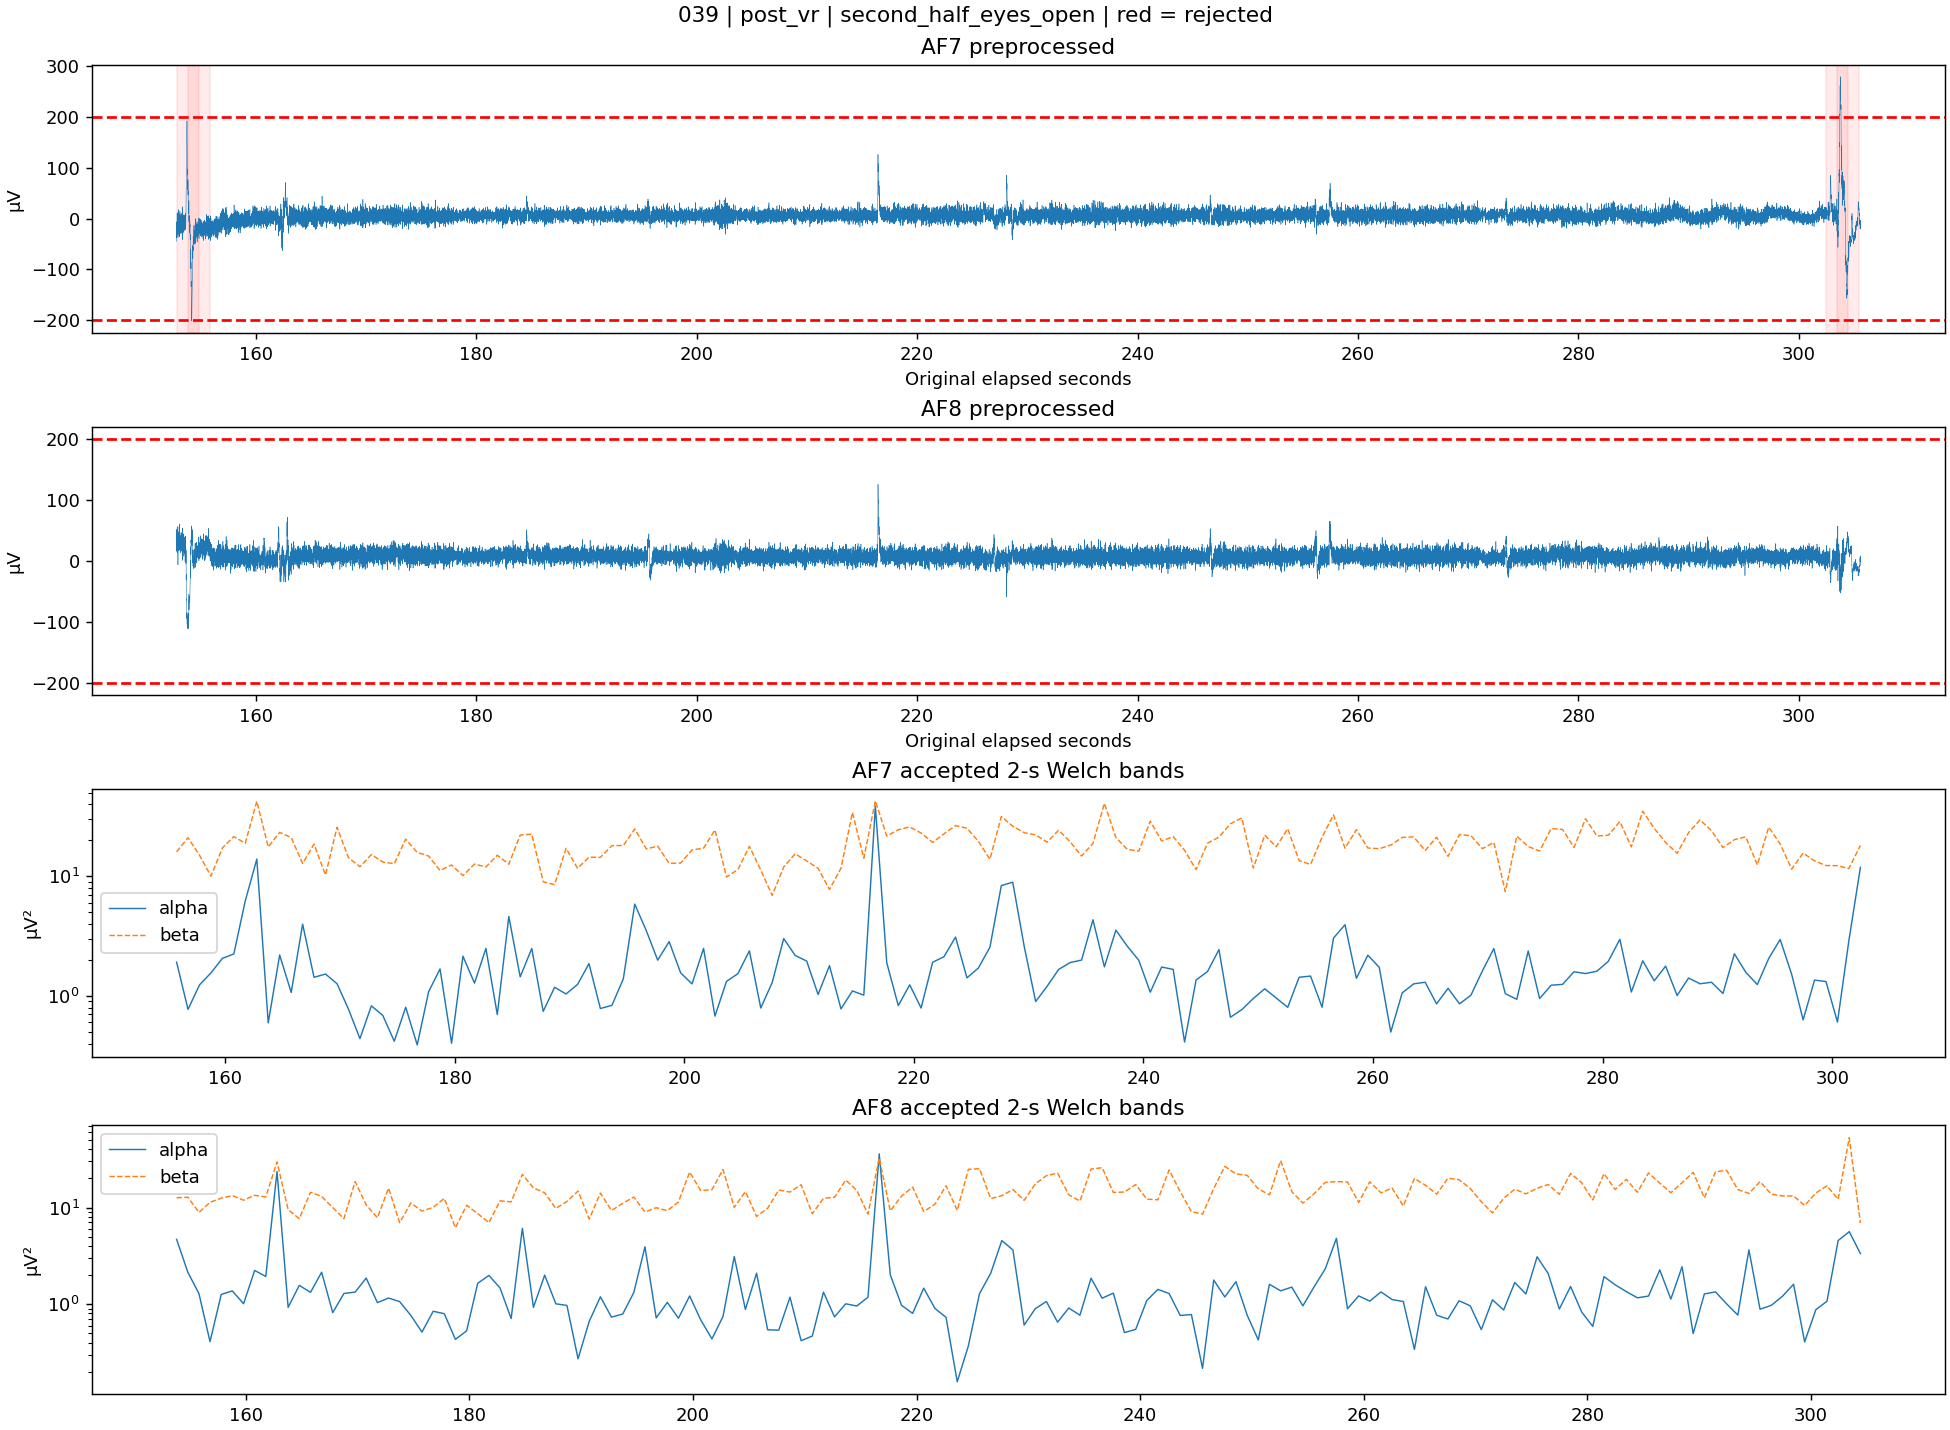 039 | post_vr | second_half_eyes_open | red = rejected
AF7 preprocessed
300
200
100
0
−100
−200
µV
160 180 200 220 240 260 280 300
Original elapsed seconds
AF8 preprocessed
200
100
0
−100
−200
µV
160 180 200 220 240 260 280 300
Original elapsed seconds
AF7 accepted 2-s Welch bands
10¹
10⁰
µV²
alpha
beta
160 180 200 220 240 260 280 300
AF8 accepted 2-s Welch bands
alpha
beta
10¹
10⁰
µV²
160 180 200 220 240 260 280 300